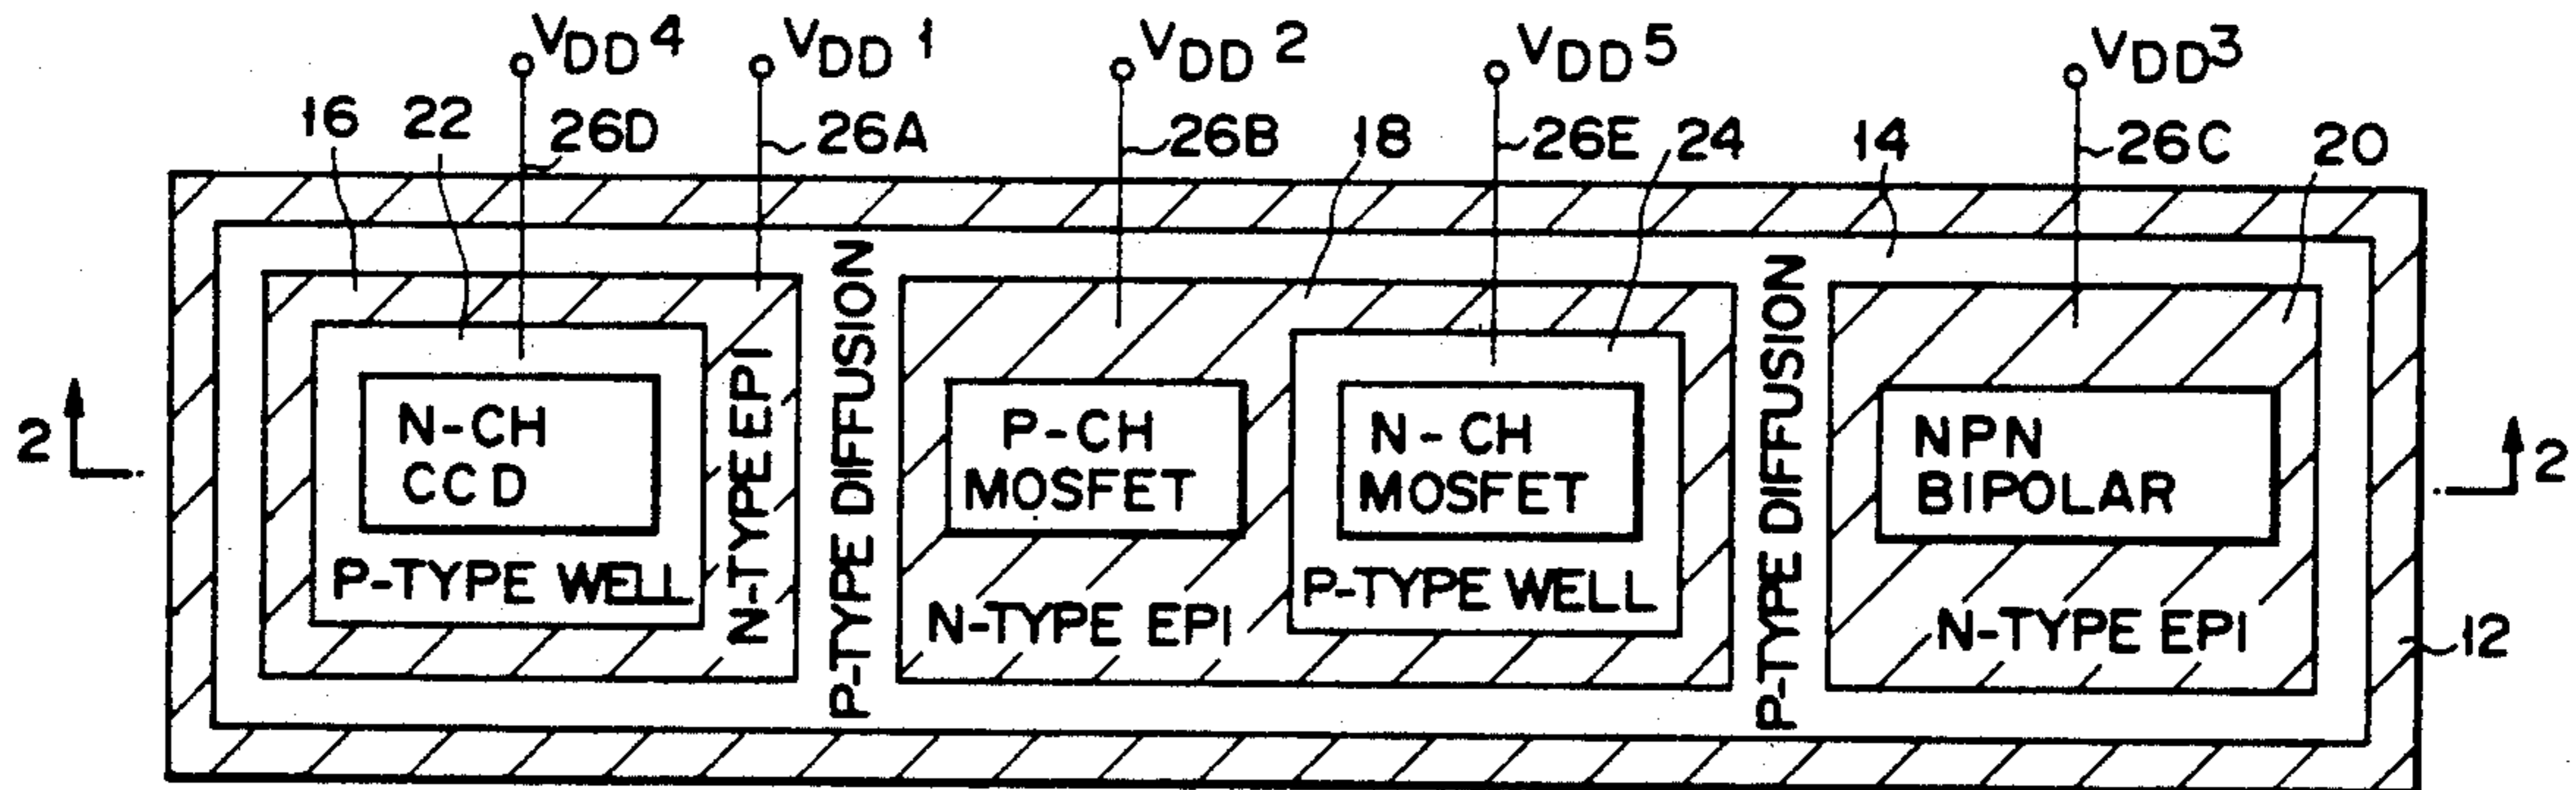 VDD4
VDD1
VDD2
VDD5
VDD3
16
22
26D
26A
26B
18
26E
24
14
26C
20
2
N-CH
CCD
P-TYPE WELL
N-TYPE EPI
P-TYPE DIFFUSION
P-CH
MOSFET
N-TYPE EPI
N-CH
MOSFET
P-TYPE WELL
P-TYPE DIFFUSION
NPN
BIPOLAR
N-TYPE EPI
2
12